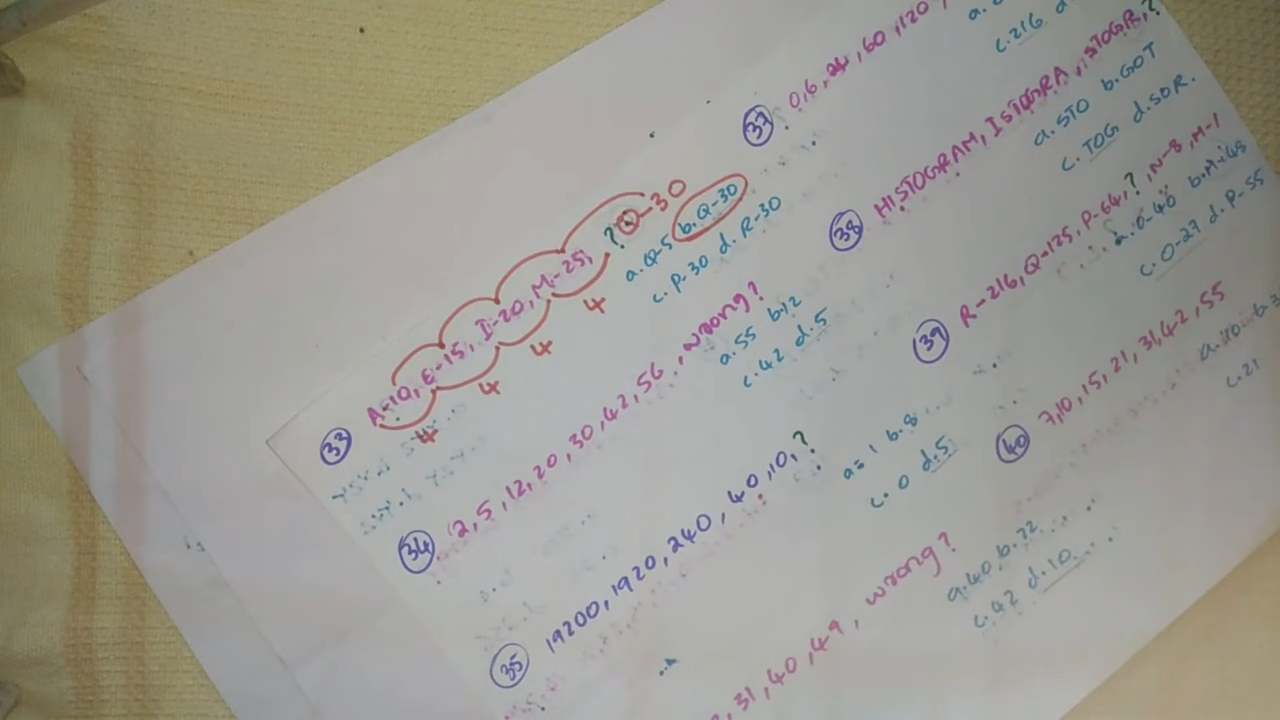 33 A-10, E-15, I-20, M-25, ? Q-30
4 4 4 4
a. Q-5 b. Q-30
c. P-30 d. R-30
34 2, 5, 12, 20, 30, 42, 56, wrong?
a. 55 b. 12
c. 42 d. 5
35 19200, 1920, 240, 40, 10, ?
a = 1 b. 8
c. 0 d. 5
31, 40, 49, wrong?
a. 40, b. 22
c. 42 d. 10
37 0, 6, 24, 60, 120,
c. 216
38 HISTOGRAM, ISTOGRA, STOGR, ?
a. STO b. GOT
c. TOG d. SOR.
39 R-216, Q-125, P-64, ?, N-8, M-1
a. O-40 b. M-48
c. O-27 d. P-55
40 7, 10, 15, 21, 31, 42, 55
c. 21